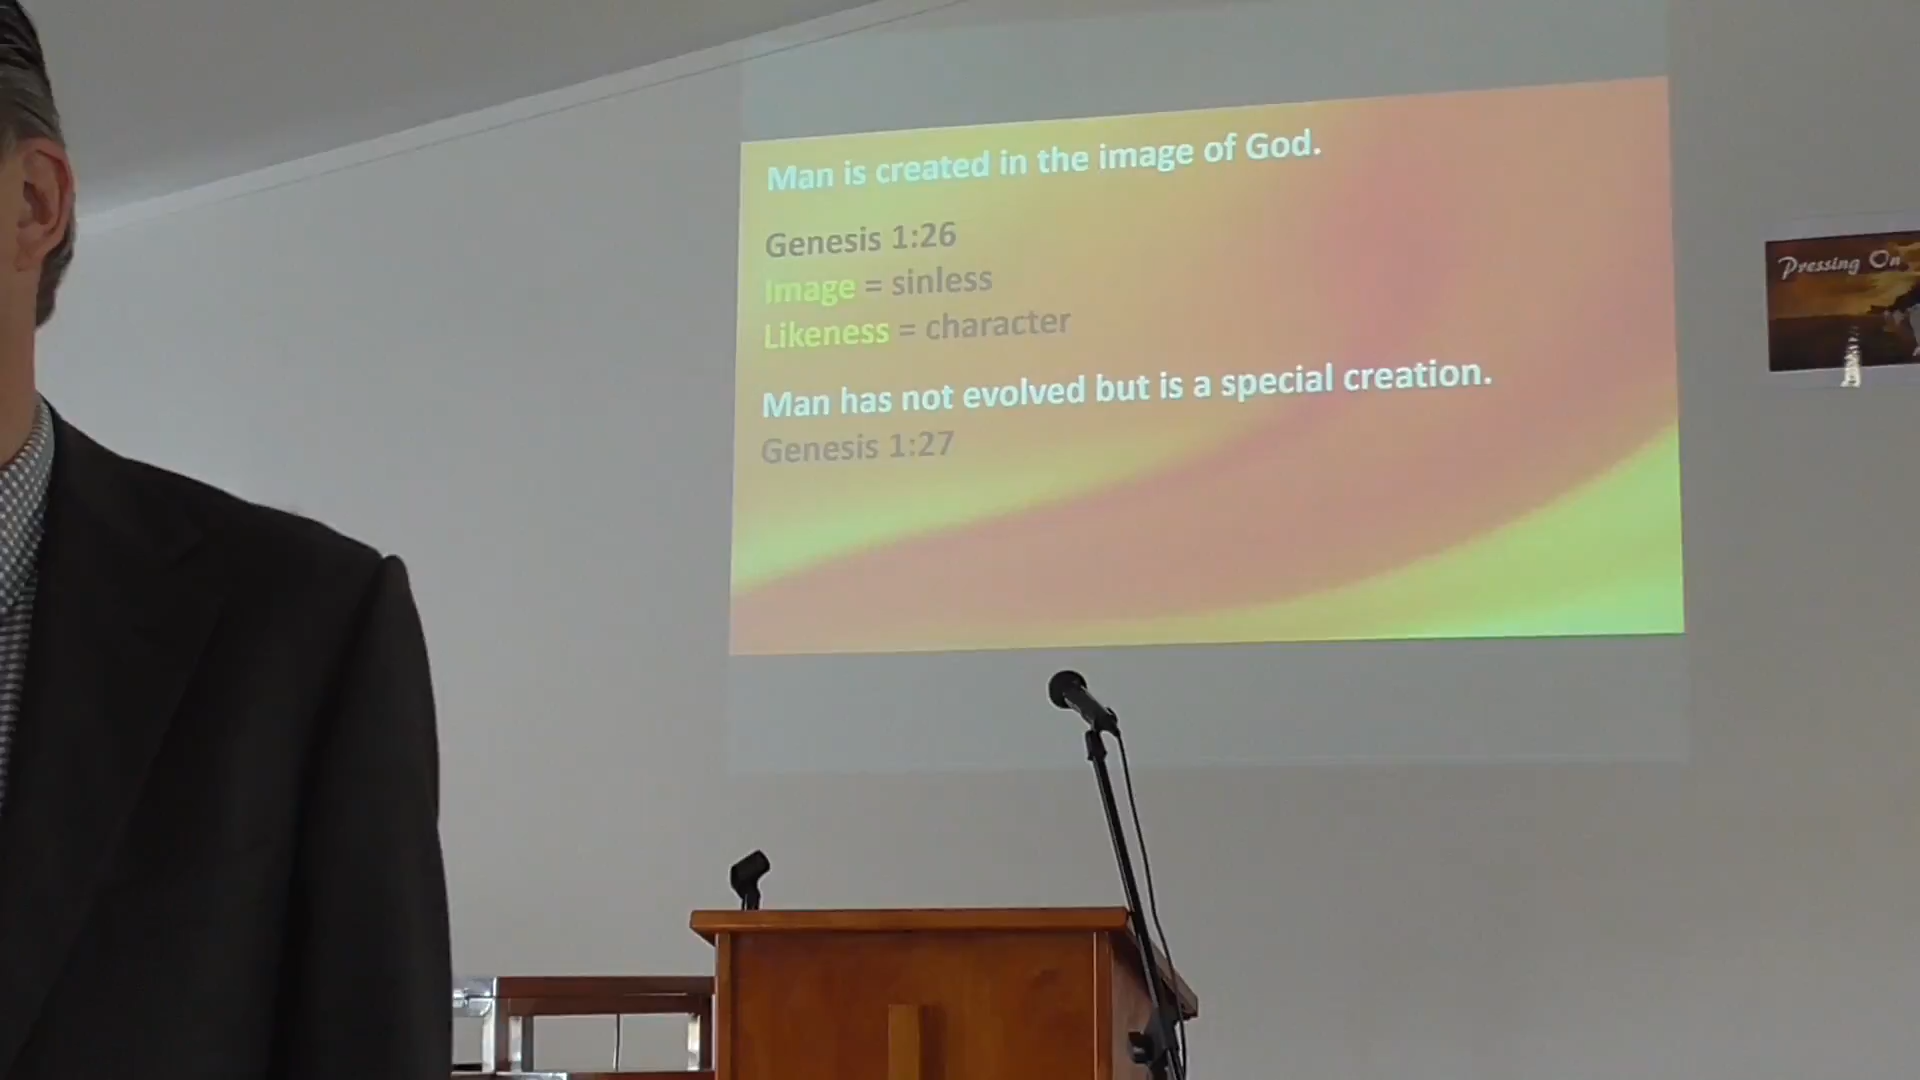 Man is created in the image of God.
Genesis 1:26
Image = sinless
Likeness = character
Man has not evolved but is a special creation.
Genesis 1:27
Pressing On